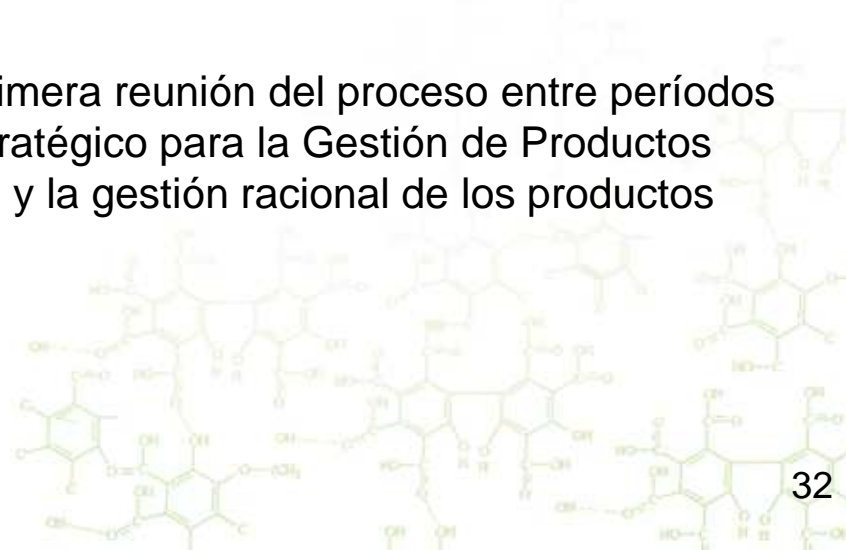 imera reunión del proceso entre períodos
ratégico para la Gestión de Productos
y la gestión racional de los productos
32